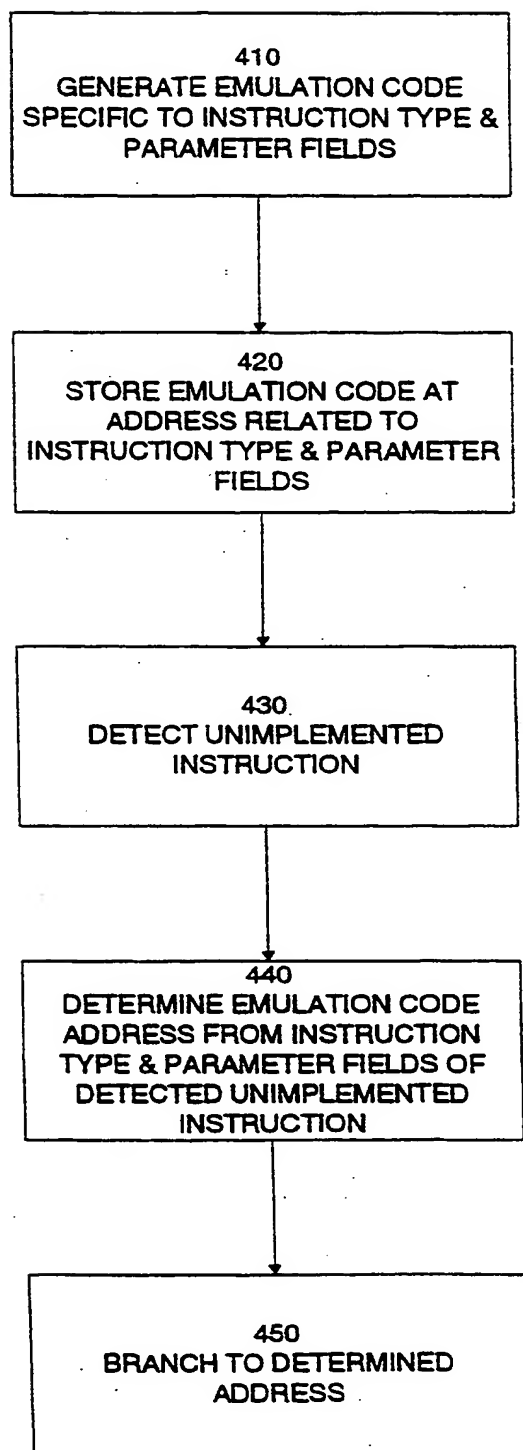 410
GENERATE EMULATION CODE
SPECIFIC TO INSTRUCTION TYPE &
PARAMETER FIELDS
420
STORE EMULATION CODE AT
ADDRESS RELATED TO
INSTRUCTION TYPE & PARAMETER
FIELDS
430
DETECT UNIMPLEMENTED
INSTRUCTION
440
DETERMINE EMULATION CODE
ADDRESS FROM INSTRUCTION
TYPE & PARAMETER FIELDS OF
DETECTED UNIMPLEMENTED
INSTRUCTION
450
BRANCH TO DETERMINED
ADDRESS